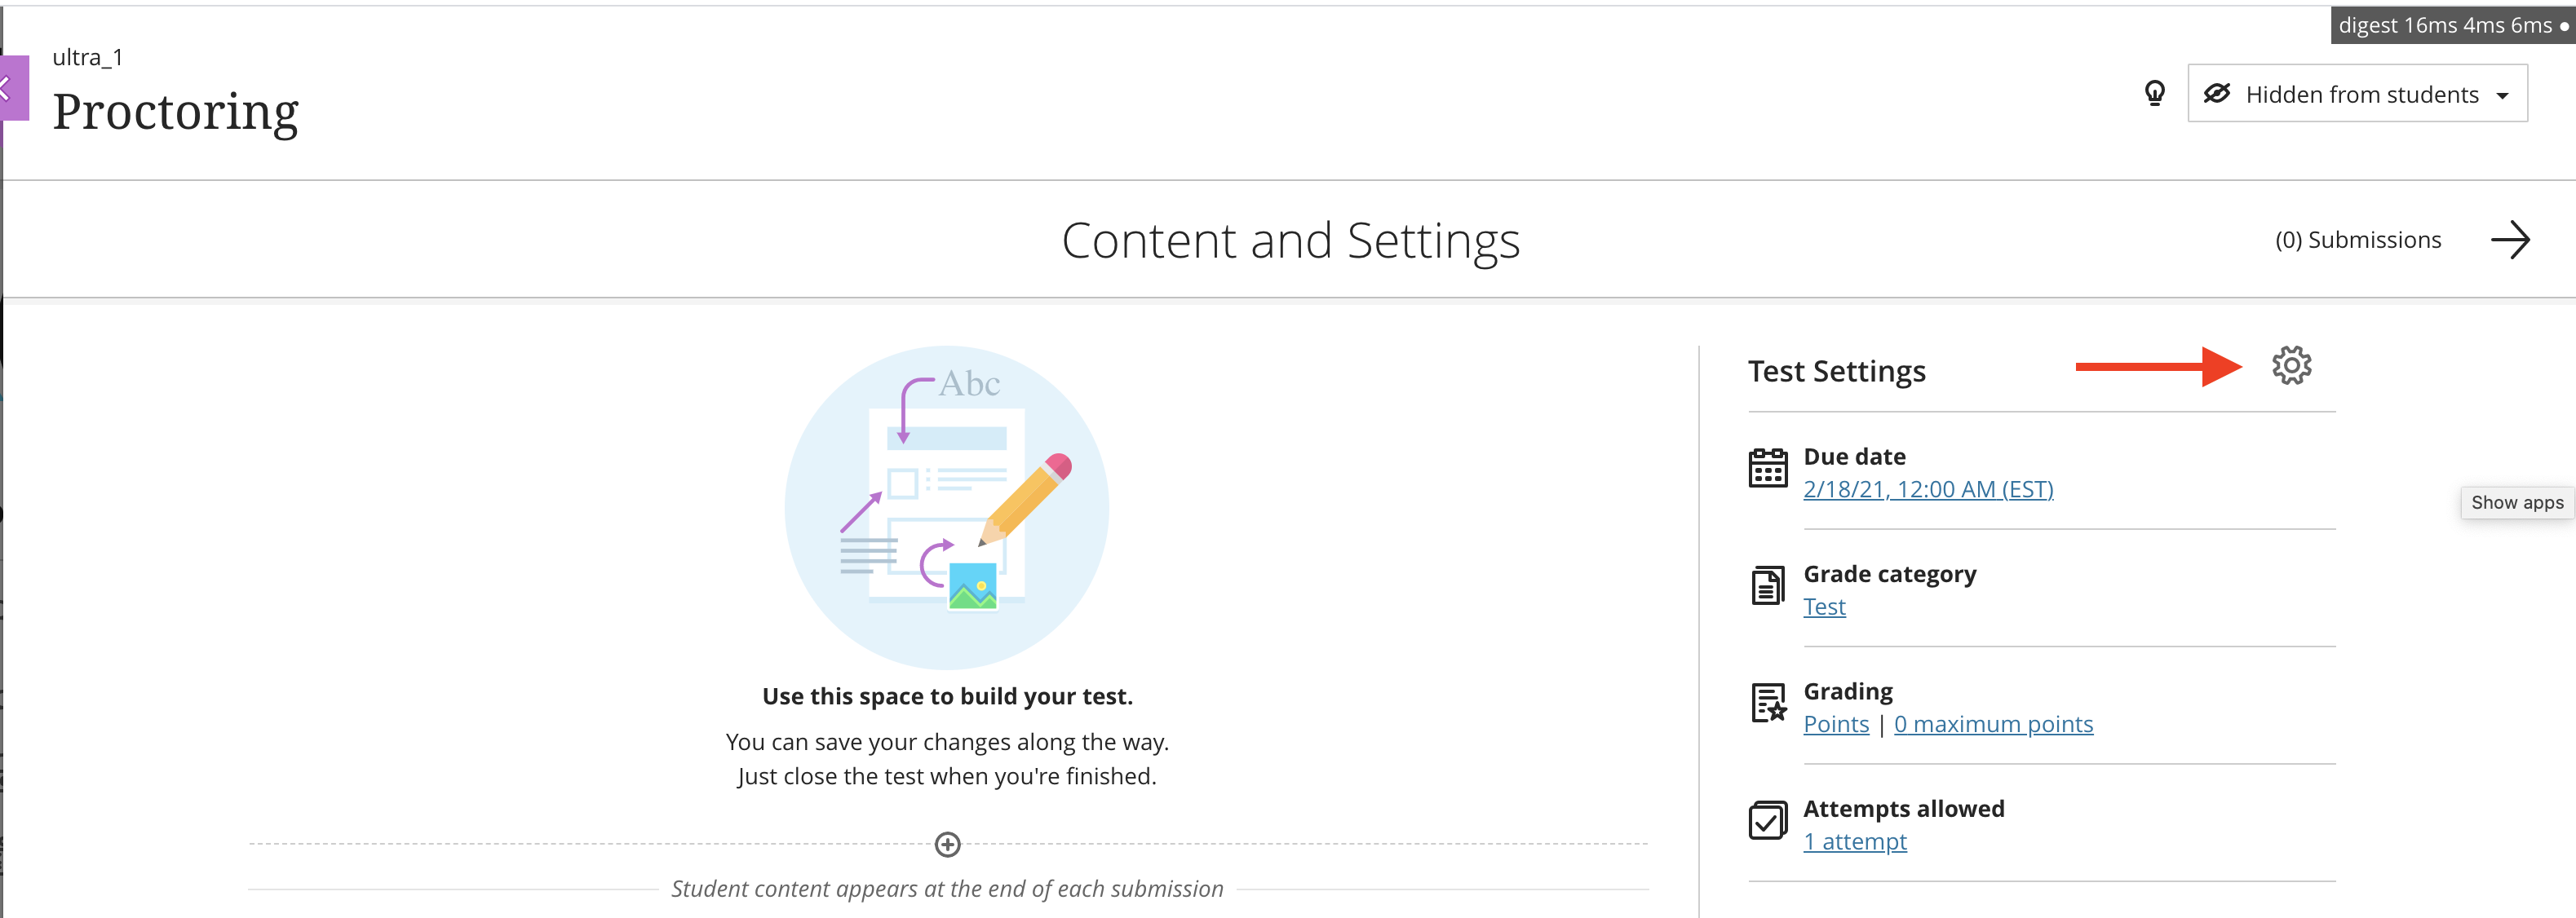 digest 16ms 4ms 6ms
ultra_1
Proctoring
Hidden from students
Content and Settings
(0) Submissions
Abc
Use this space to build your test.
You can save your changes along the way.
Just close the test when you're finished.
Student content appears at the end of each submission
Test Settings
Due date
2/18/21, 12:00 AM (EST)
Grade category
Test
Grading
Points | 0 maximum points
Attempts allowed
1 attempt
Show apps